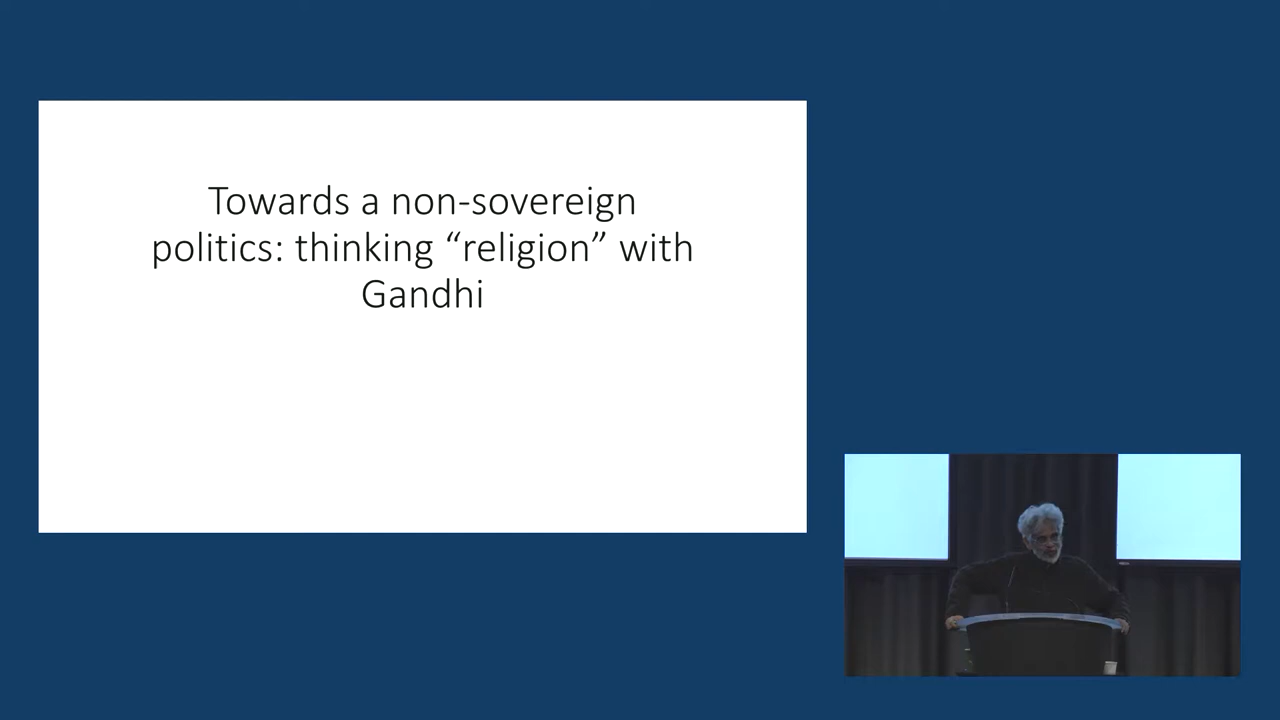 Towards a non-sovereign
politics: thinking “religion” with
Gandhi